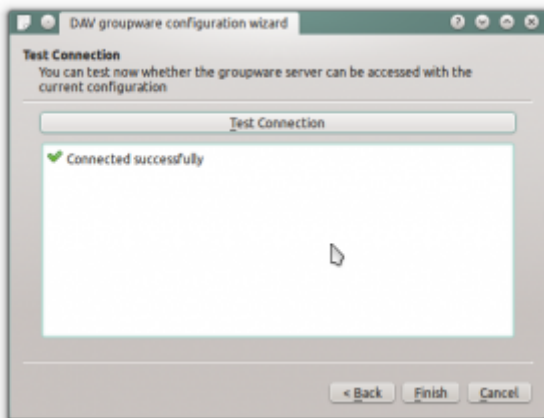 DAV groupware configuration wizard
Test Connection
You can test now whether the groupware server can be accessed with the
current configuration
Test Connection
Connected successfully
< Back Finish Cancel